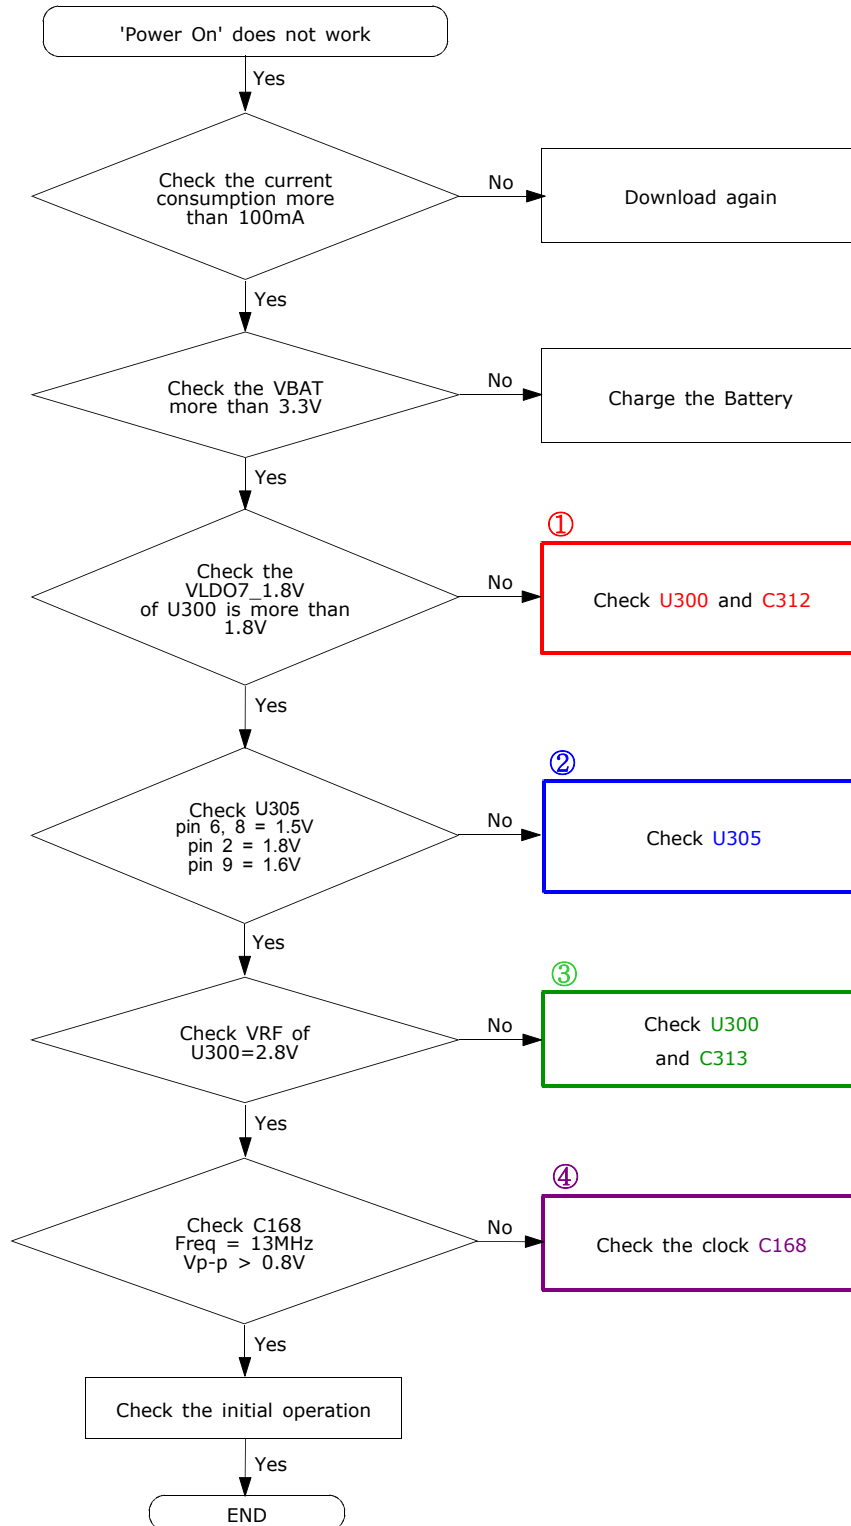 'Power On' does not work
Yes
Check the current
consumption more
than 100mA
No
Download again
Yes
Check the VBAT
more than 3.3V
No
Charge the Battery
Yes
①
Check the
VLDO7_1.8V
of U300 is more than
1.8V
No
Check U300 and C312
Yes
②
Check U305
pin 6, 8 = 1.5V
pin 2 = 1.8V
pin 9 = 1.6V
No
Check U305
Yes
③
Check VRF of
U300=2.8V
No
Check U300
and C313
Yes
④
Check C168
Freq = 13MHz
Vp-p > 0.8V
No
Check the clock C168
Yes
Check the initial operation
Yes
END